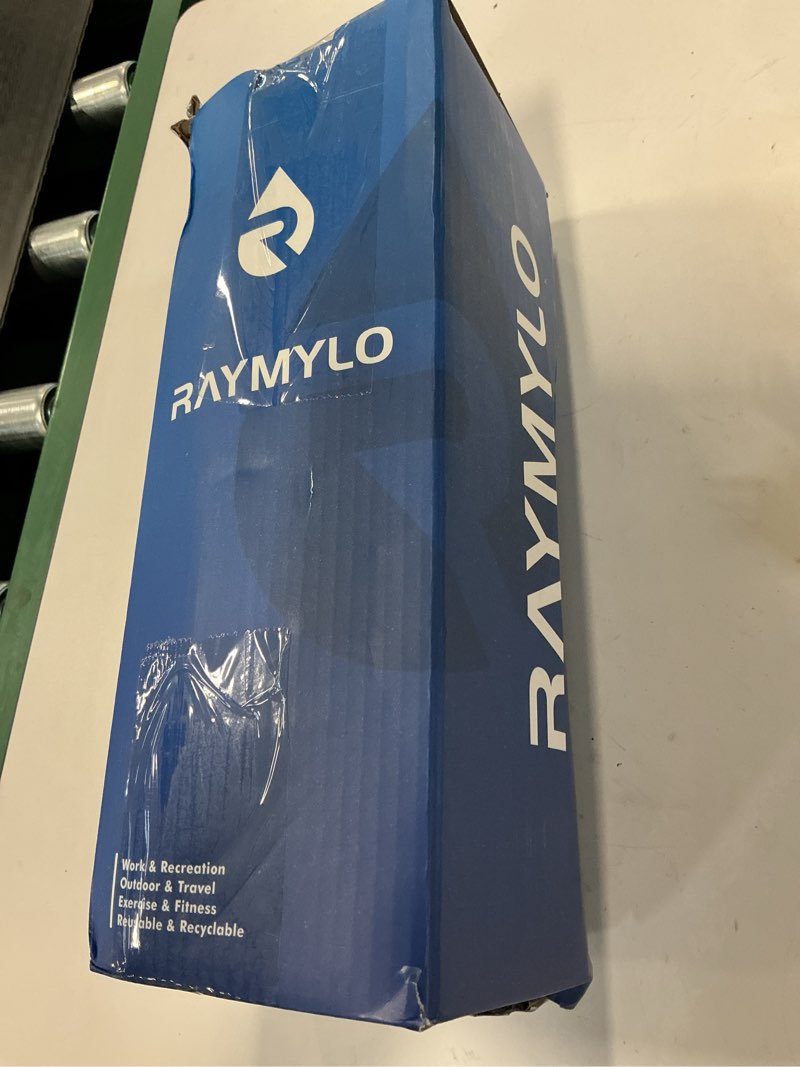 RAYMYLO
RAYMYLO
Work & Recreation
Outdoor & Travel
Exercise & Fitness
Reusable & Recyclable